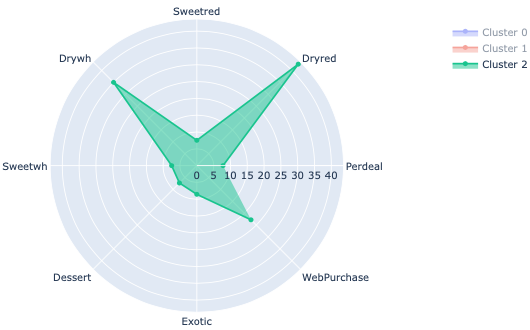 Sweetred
Cluster 0
Cluster 1
Cluster 2
Drywh
Dryred
Sweetwh
Perdeal
0 5 10 15 20 25 30 35 40
Dessert
WebPurchase
Exotic